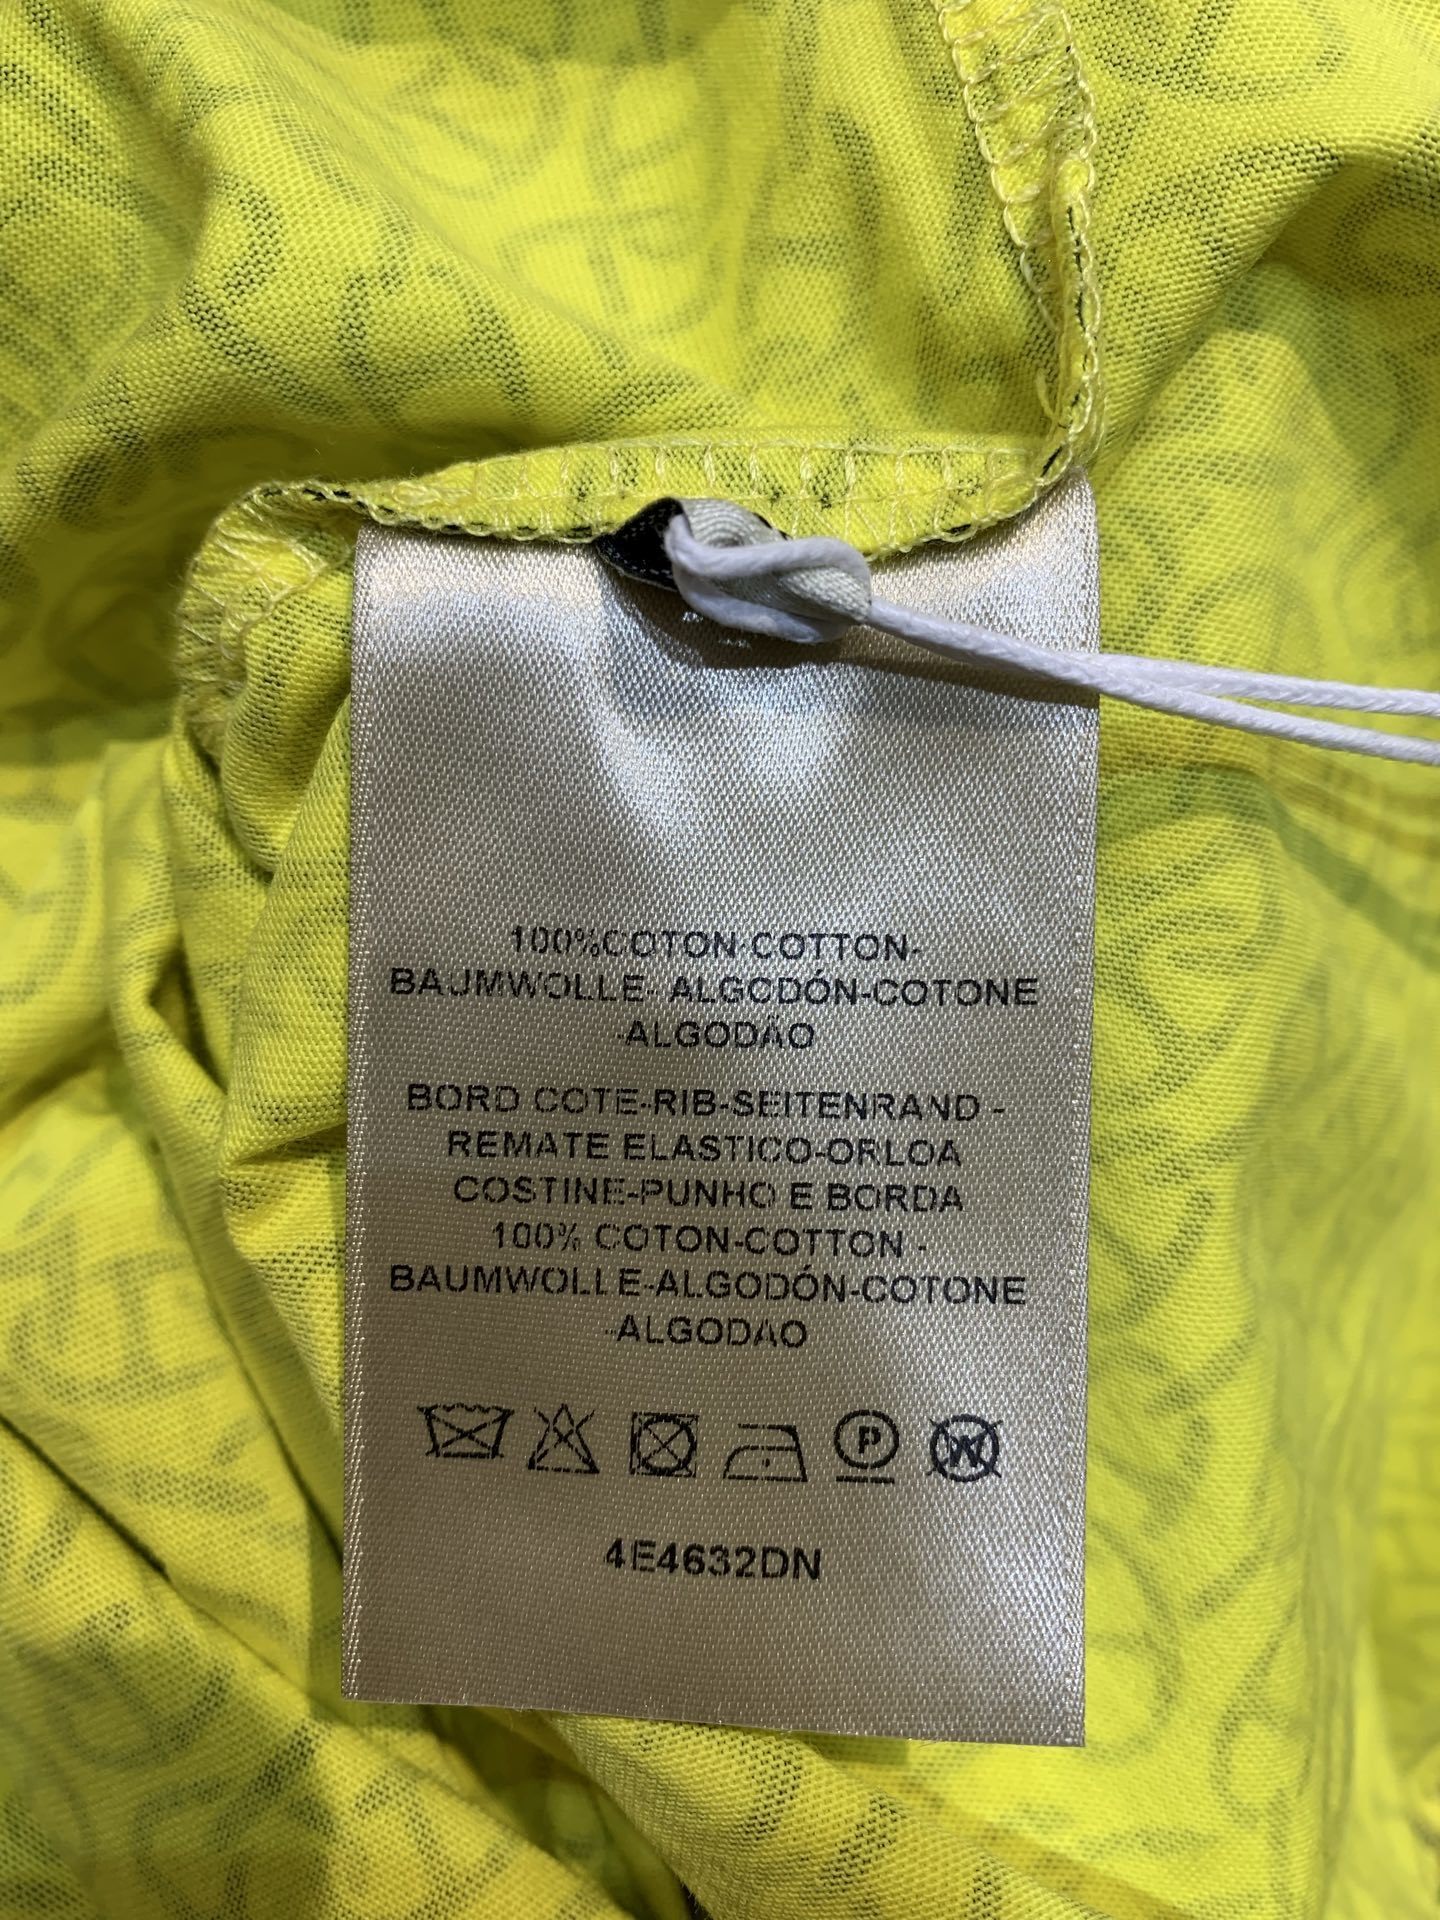 100%COTON-COTTON-
BAUMWOLLE- ALGODÓN-COTONE
-ALGODÃO
BORD COTE-RIB-SEITENRAND -
REMATE ELASTICO-ORLOA
COSTINE-PUNHO E BORDA
100% COTON-COTTON -
BAUMWOLLE-ALGODÓN-COTONE
-ALGODAO
P W
4E4632DN